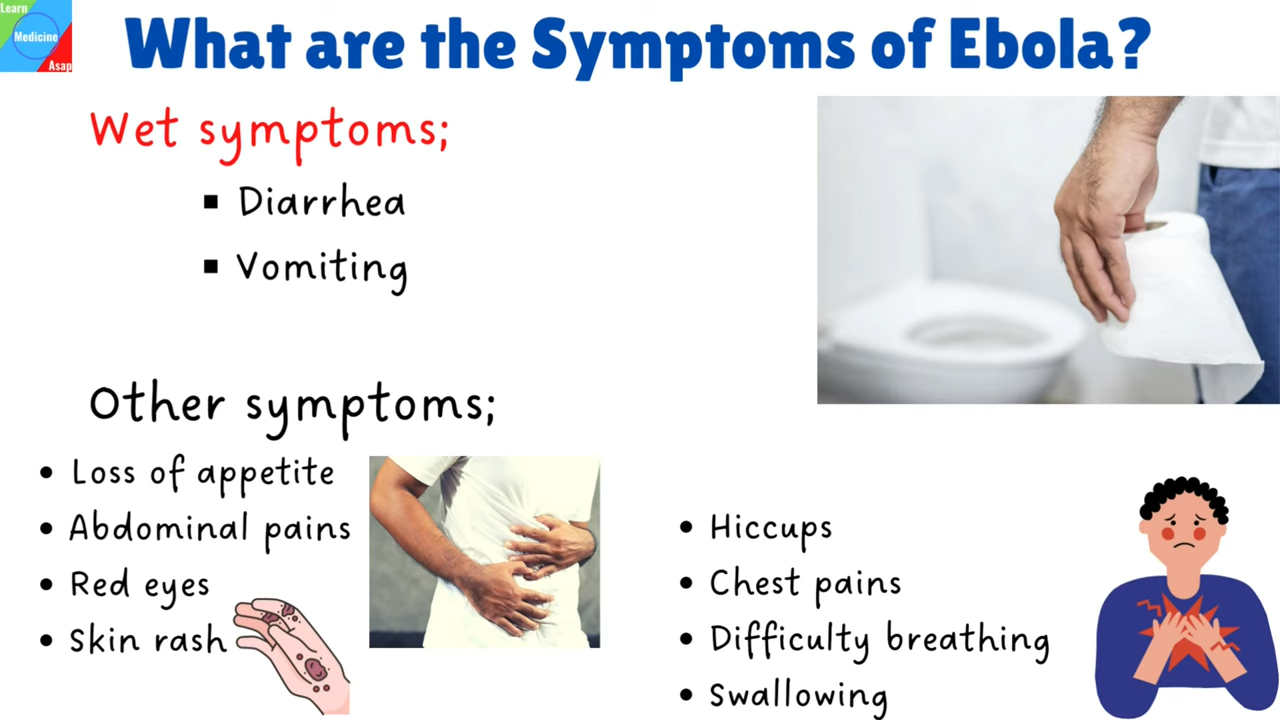 Learn
Medicine
Asap
What are the Symptoms of Ebola?
Wet symptoms;
▪ Diarrhea
▪ Vomiting
Other symptoms;
• Loss of appetite
• Abdominal pains
• Red eyes
• Skin rash
• Hiccups
• Chest pains
• Difficulty breathing
• Swallowing